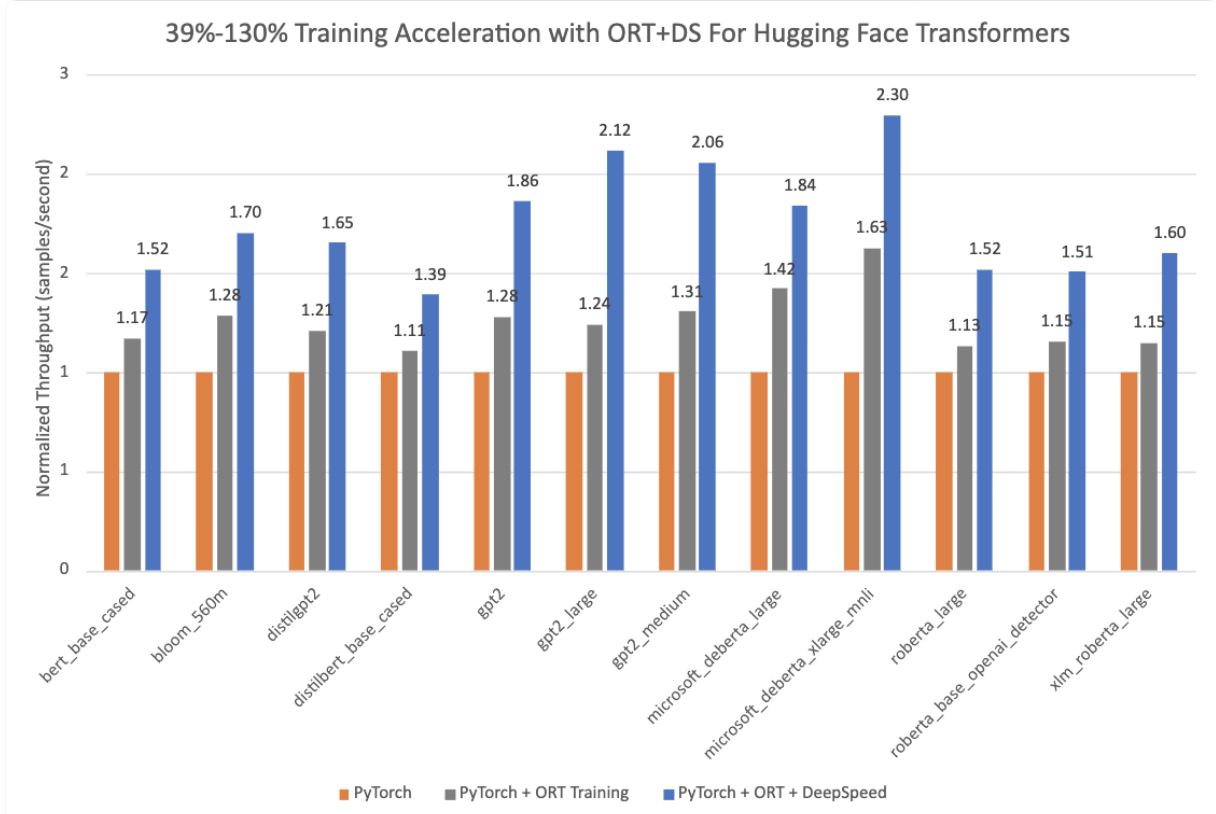 39%-130% Training Acceleration with ORT+DS For Hugging Face Transformers
Normalized Throughput (samples/second)
3
2
2
1
1
0
1.17
1.52
1.28
1.70
1.21
1.65
1.11
1.39
1.28
1.86
1.24
2.12
1.31
2.06
1.42
1.84
1.63
2.30
1.13
1.52
1.15
1.51
1.15
1.60
bert_base_cased
bloom_560m
distilgpt2
distilbert_base_cased
gpt2
gpt2_large
gpt2_medium
microsoft_deberta_large
microsoft_deberta_xlarge_mnli
roberta_large
roberta_base_openai_detector
xlm_roberta_large
PyTorch
PyTorch + ORT Training
PyTorch + ORT + DeepSpeed